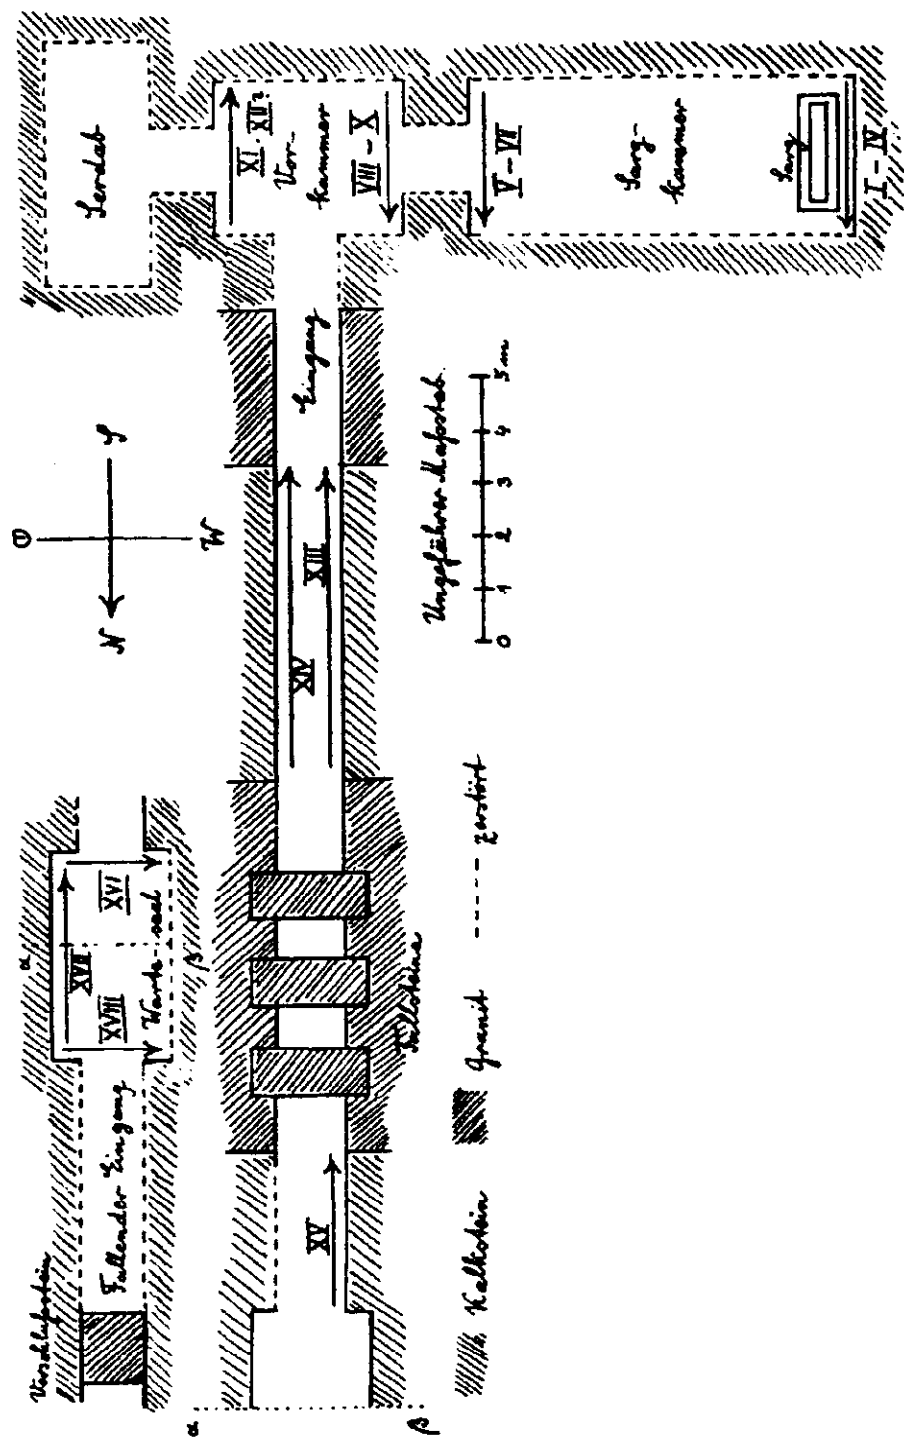 Verschlußstein
Fallender Eingang
XVIII
XVII
XVI
Warte-saal
α
β
N
O
S
W
Serdab
XI.XII?
Vor-
kammer
VIII-X
V-VII
Sarg-
kammer
Sarg
I-IV
Eingang
XIV
XIII
XV
α
β
Fallsteine
Ungefährer Maßstab.
0 1 2 3 4 5 m
Kalkstein
Granit
zerstört